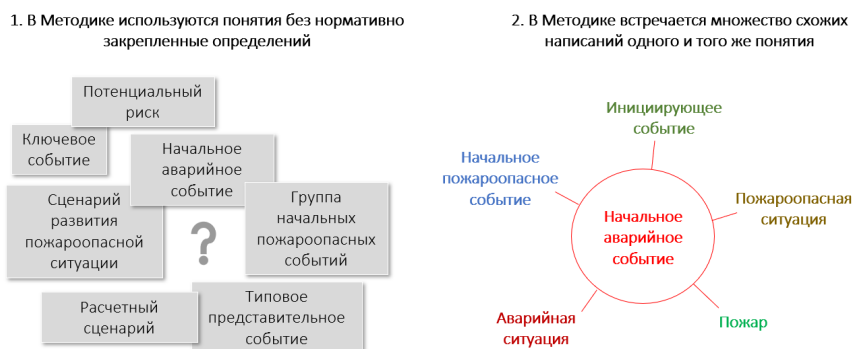 1. В Методике используются понятия без нормативно
закрепленные определений
Потенциальный
риск
Ключевое
событие
Начальное
аварийное
событие
Сценарий
развития
пожароопасной
ситуации
Группа
начальных
пожароопасных
событий
?
Расчетный
сценарий
Типовое
представительное
событие
2. В Методике встречается множество схожих
написаний одного и того же понятия
Инициирующее
событие
Начальное
пожароопасное
событие
Пожароопасная
ситуация
Начальное
аварийное
событие
Аварийная
ситуация
Пожар